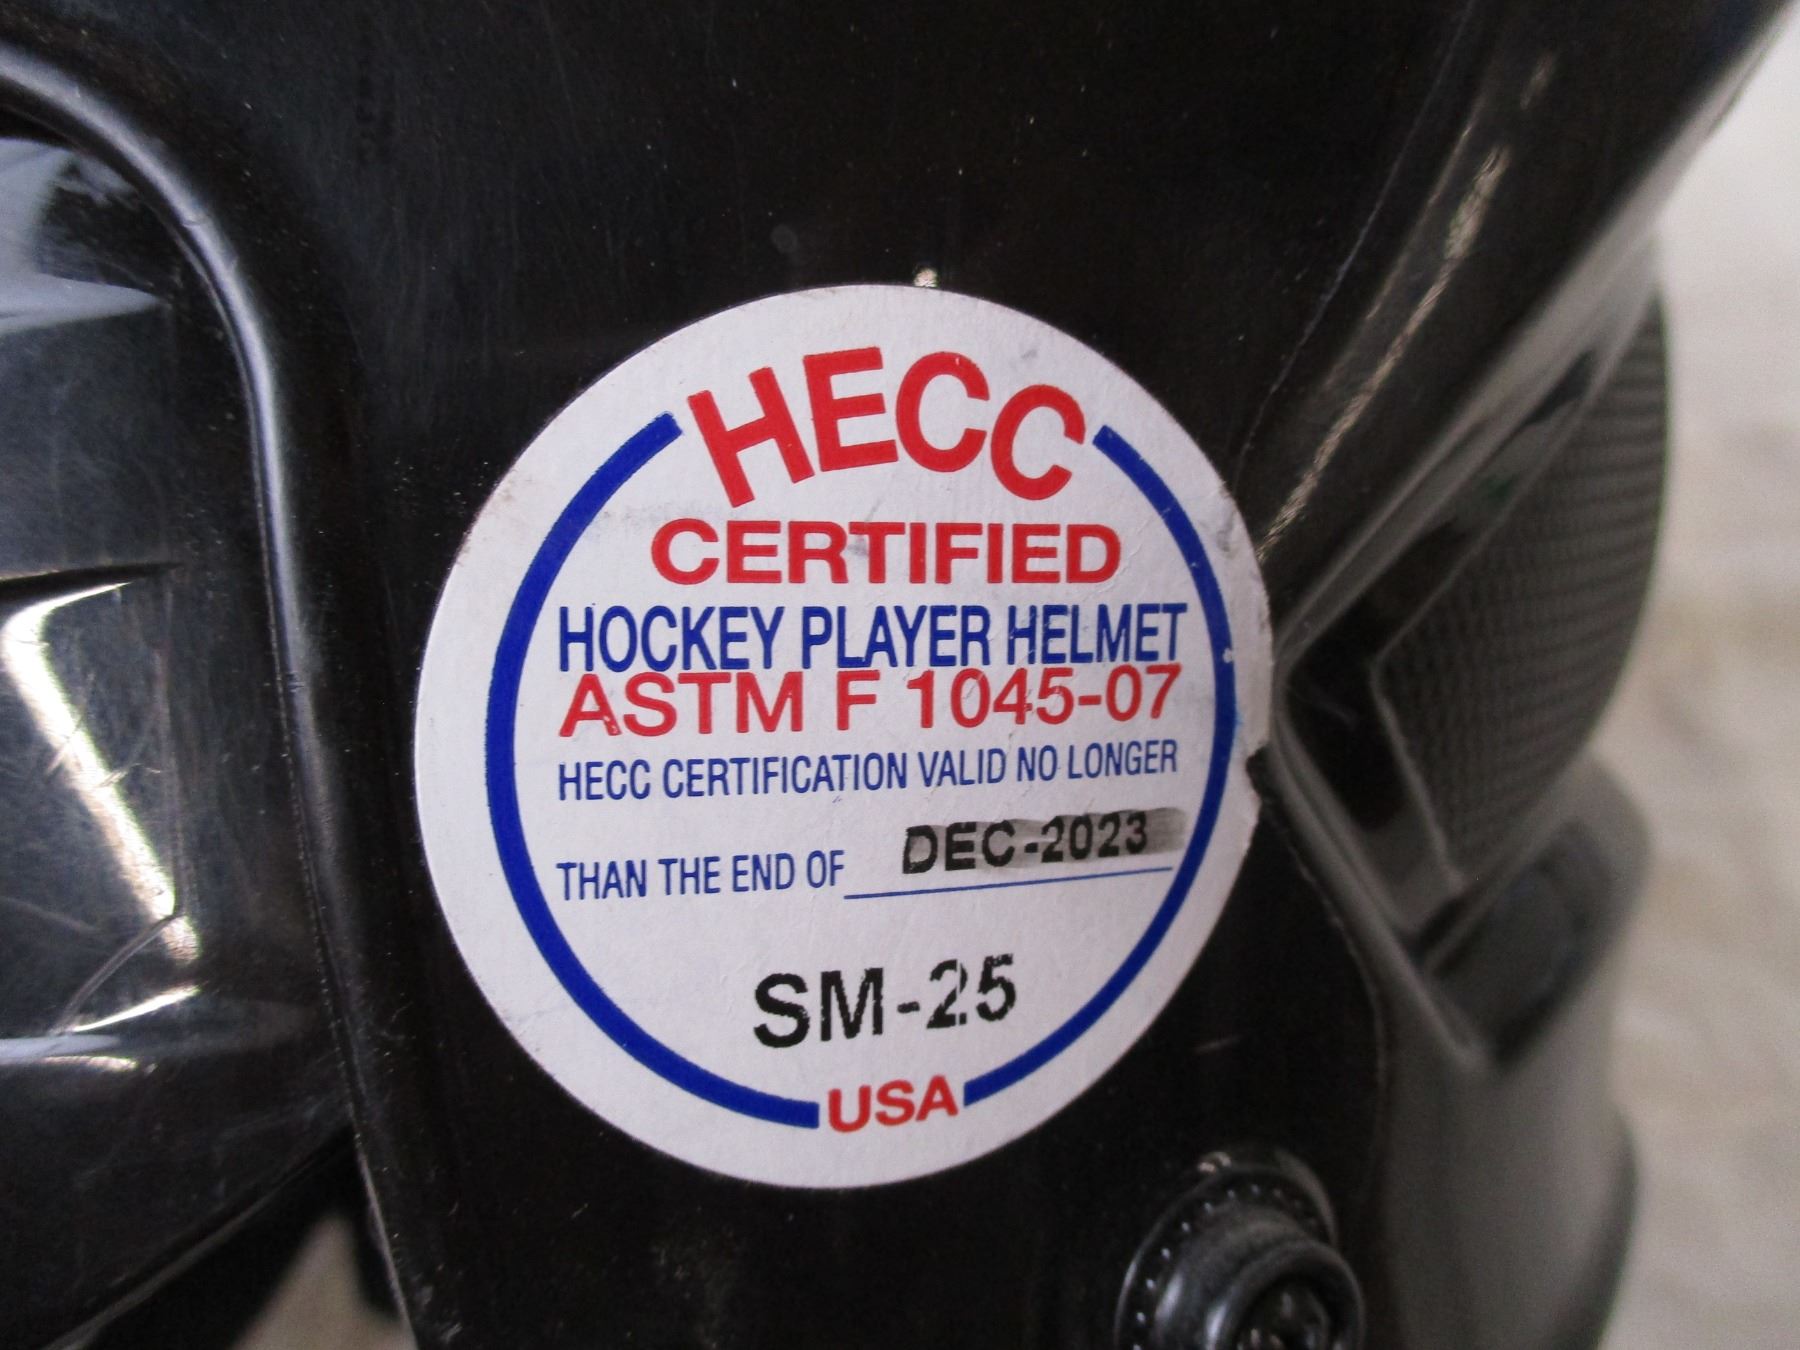 HECC
CERTIFIED
HOCKEY PLAYER HELMET
ASTM F 1045-07
HECC CERTIFICATION VALID NO LONGER
THAN THE END OF DEC-2023
SM-25
USA